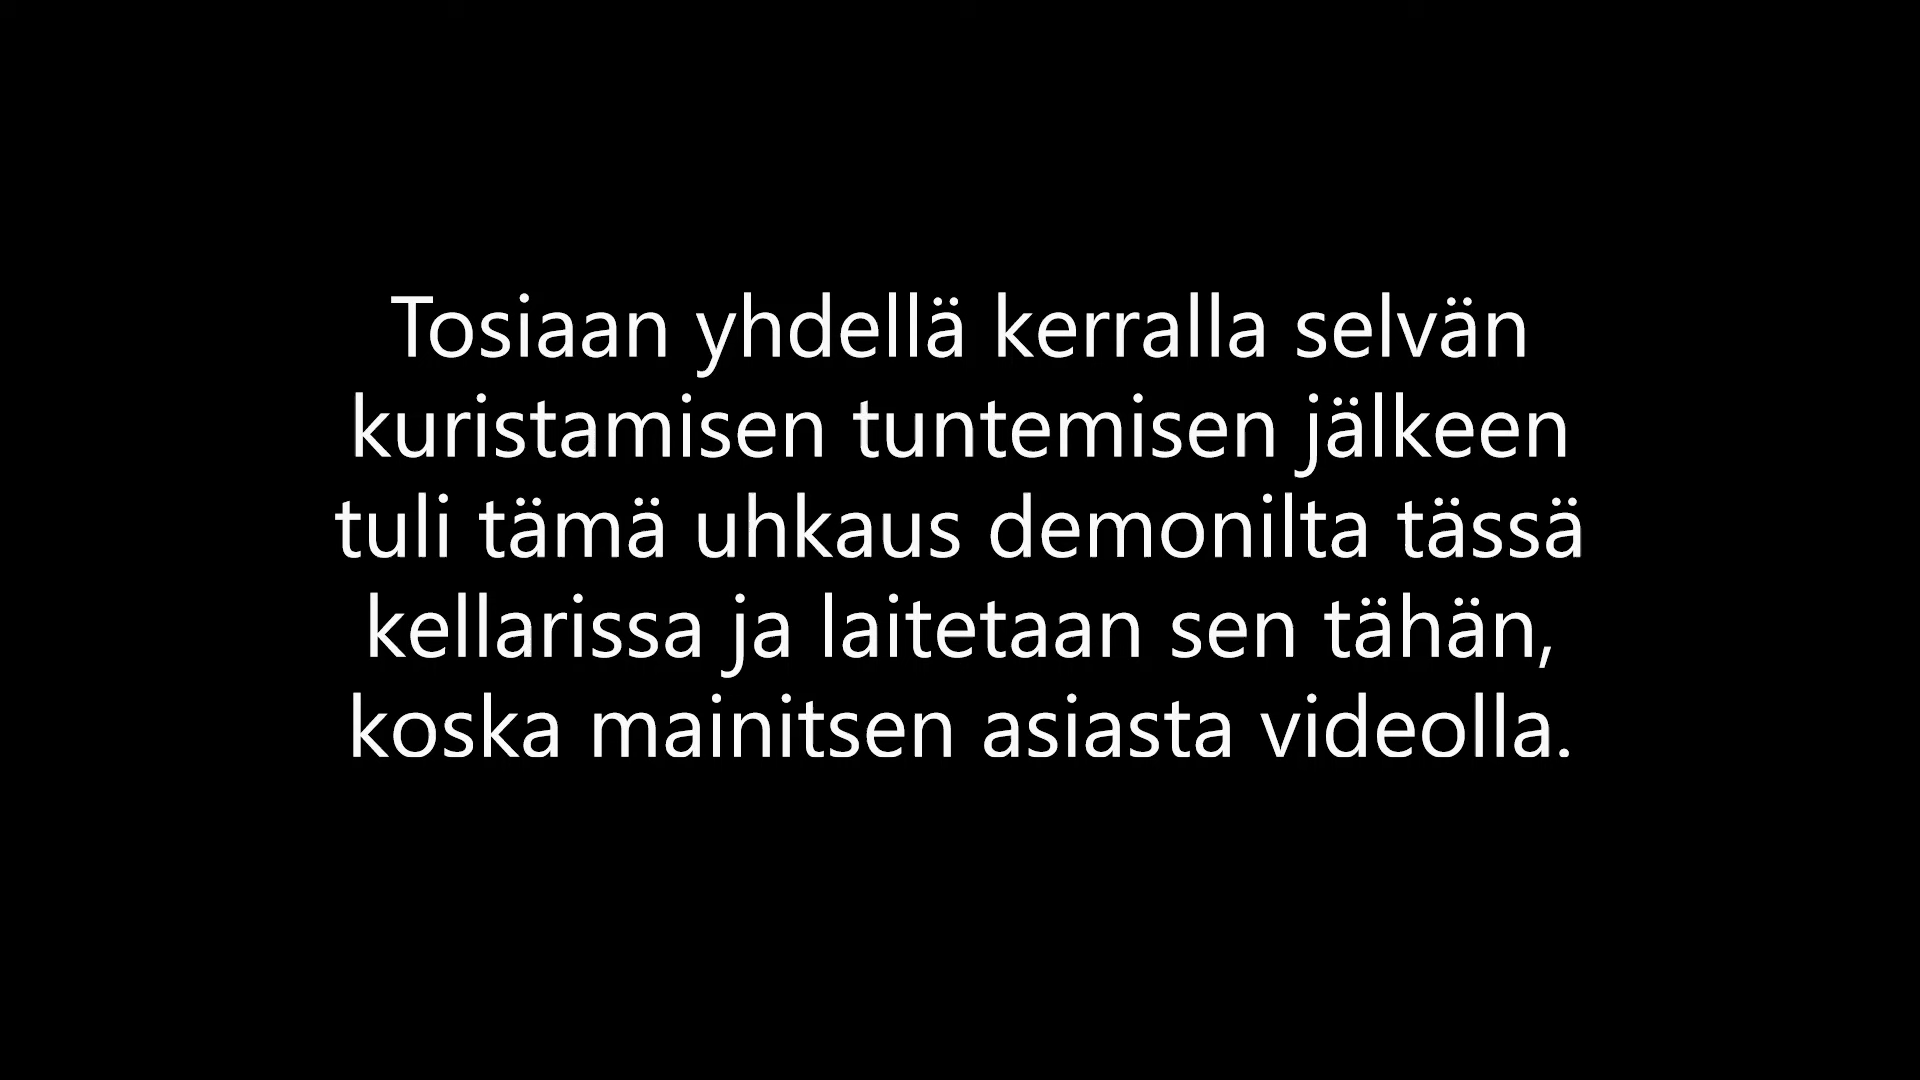 Tosiaan yhdellä kerralla selvän
kuristamisen tuntemisen jälkeen
tuli tämä uhkaus demonilta tässä
kellarissa ja laitetaan sen tähän,
koska mainitsen asiasta videolla.